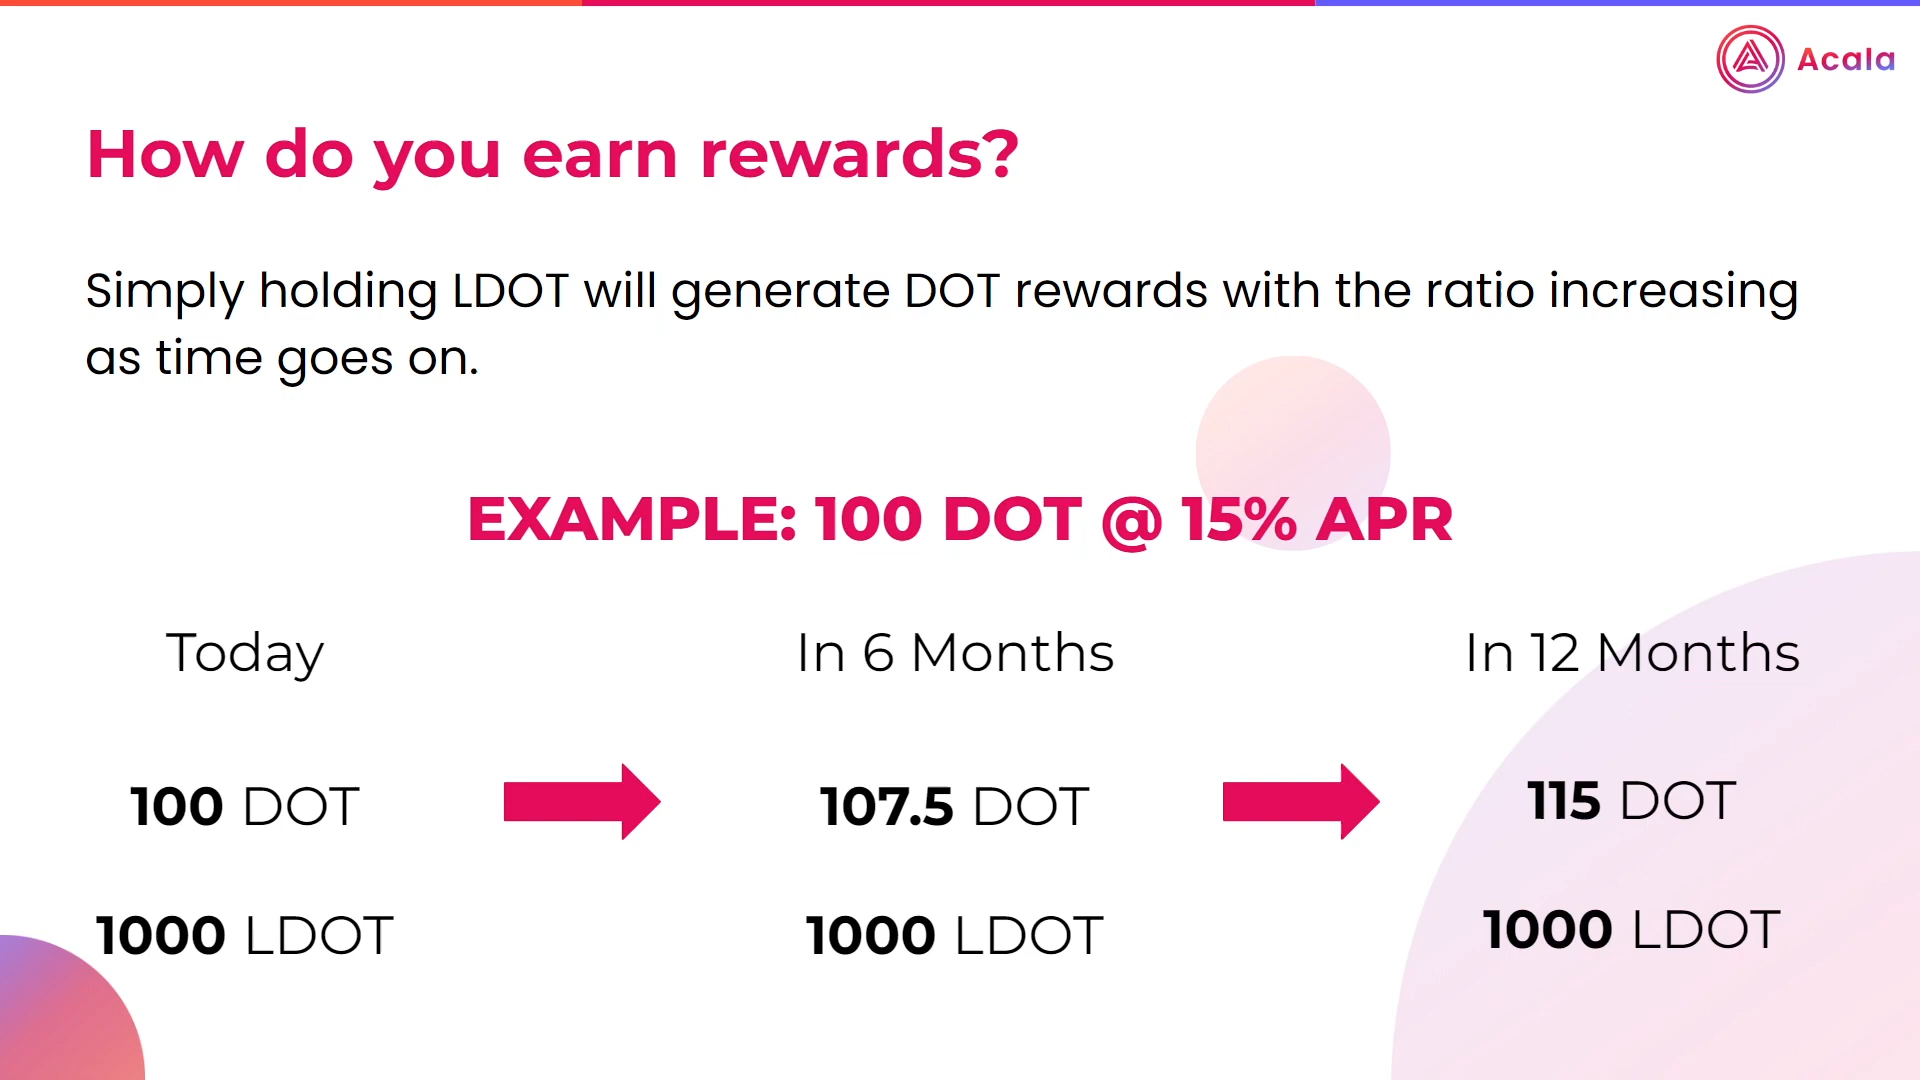 Acala
How do you earn rewards?
Simply holding LDOT will generate DOT rewards with the ratio increasing
as time goes on.
EXAMPLE: 100 DOT @ 15% APR
Today
In 6 Months
In 12 Months
100 DOT
107.5 DOT
115 DOT
1000 LDOT
1000 LDOT
1000 LDOT